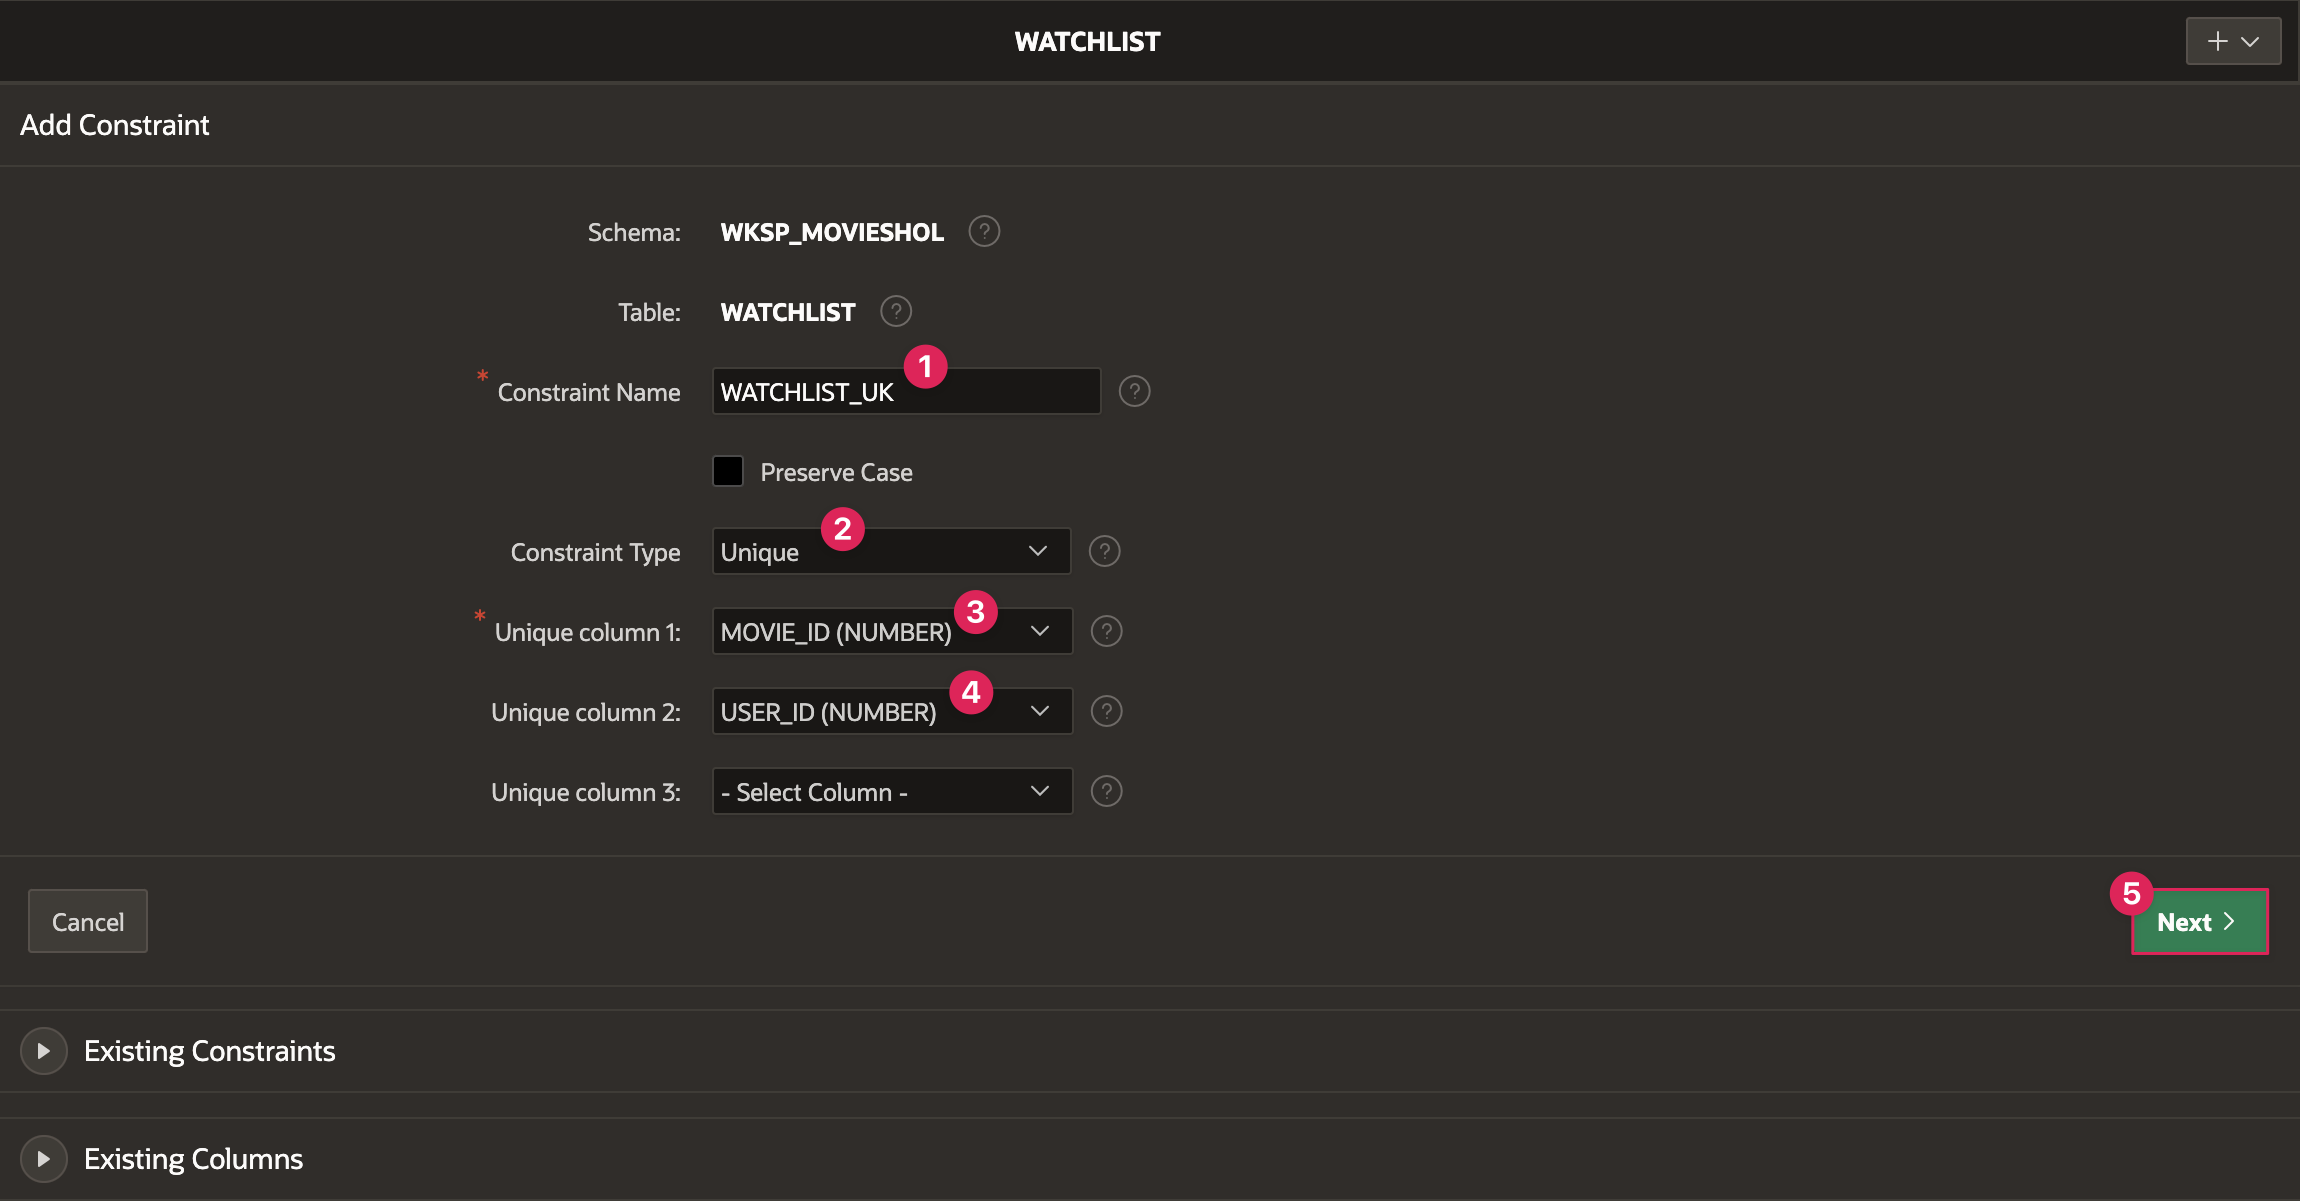 WATCHLIST
Add Constraint
Schema: WKSP_MOVIESHOL ?
Table: WATCHLIST ?
1
* Constraint Name WATCHLIST_UK ?
Preserve Case
2
Constraint Type Unique ?
3
* Unique column 1: MOVIE_ID (NUMBER) ?
4
Unique column 2: USER_ID (NUMBER) ?
Unique column 3: - Select Column - ?
5
Cancel Next
Existing Constraints
Existing Columns